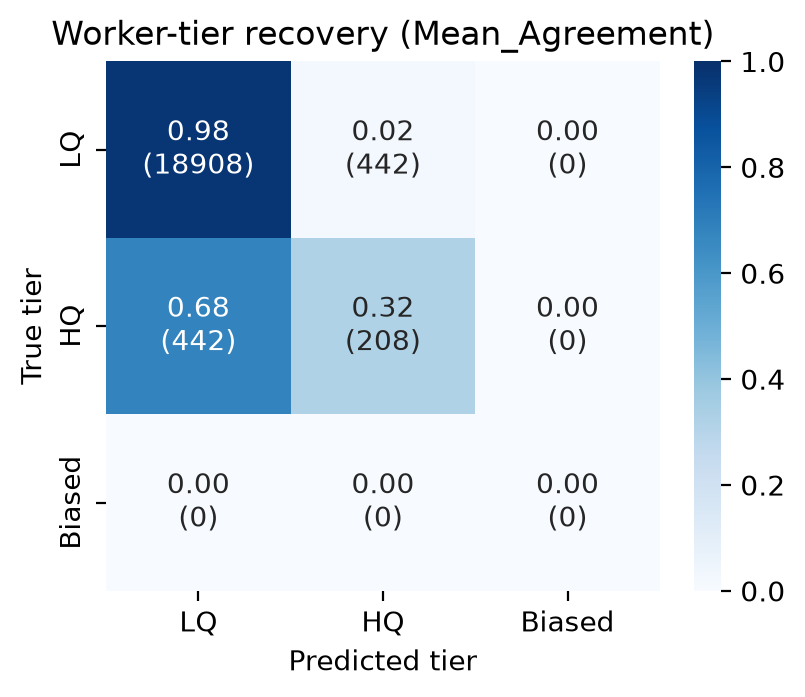 Worker-tier recovery (Mean_Agreement)
True tier
LQ
0.98
(18908)
0.02
(442)
0.00
(0)
HQ
0.68
(442)
0.32
(208)
0.00
(0)
Biased
0.00
(0)
0.00
(0)
0.00
(0)
LQ
HQ
Biased
Predicted tier
1.0
0.8
0.6
0.4
0.2
0.0